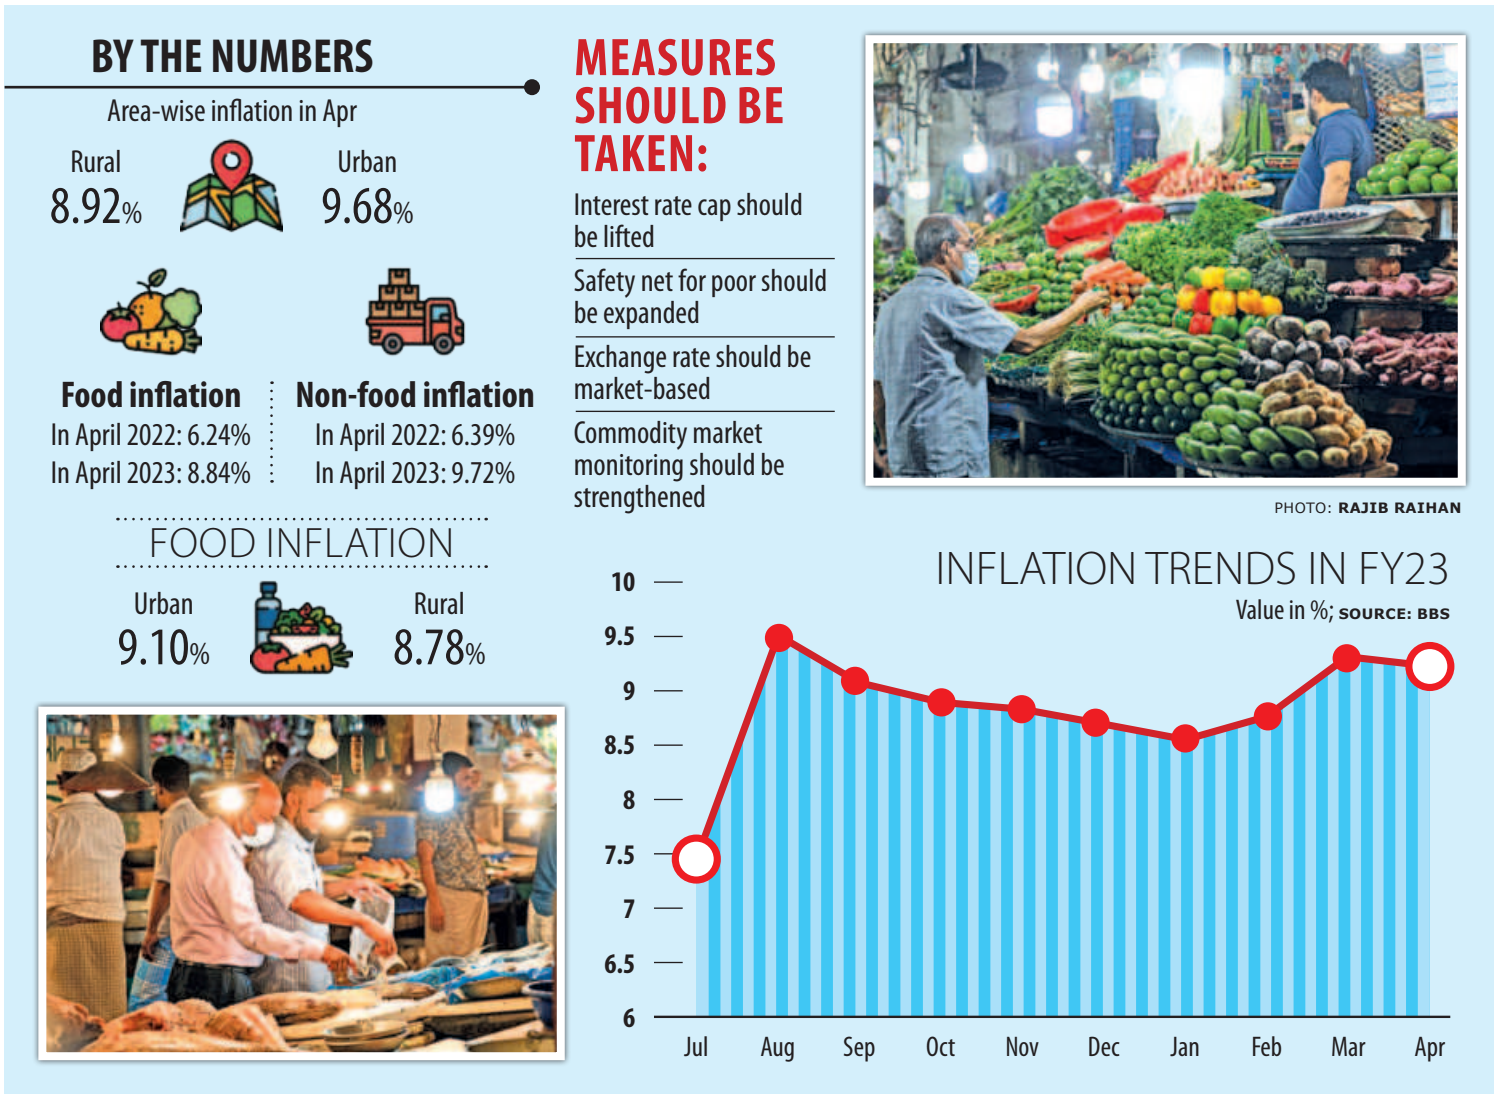 BY THE NUMBERS
Area-wise inflation in Apr
Rural
8.92%
Urban
9.68%
Food inflation
In April 2022: 6.24%
In April 2023: 8.84%
Non-food inflation
In April 2022: 6.39%
In April 2023: 9.72%
FOOD INFLATION
Urban
9.10%
Rural
8.78%
MEASURES
SHOULD BE
TAKEN:
Interest rate cap should
be lifted
Safety net for poor should
be expanded
Exchange rate should be
market-based
Commodity market
monitoring should be
strengthened
PHOTO: RAJIB RAIHAN
INFLATION TRENDS IN FY23
Value in %; SOURCE: BBS
10
9.5
9
8.5
8
7.5
7
6.5
6
Jul Aug Sep Oct Nov Dec Jan Feb Mar Apr